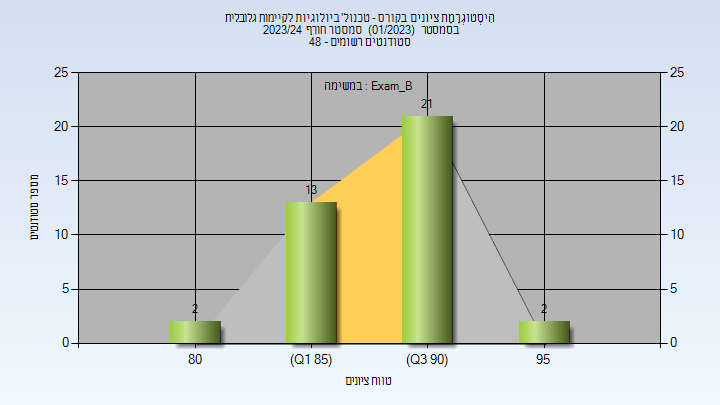 היסטוגרמת ציונים בקורס - טכנול' ביולוגיות לקיימות גלובלית
בסמסטר (01/2023) סמסטר חורף 2023/24
סטודנטים רשומים - 48
במשימה : Exam_B
25
20
15
10
5
0
25
20
15
10
5
0
מספר סטודנטים
2
13
21
2
80
(Q1 85)
(Q3 90)
95
טווח ציונים